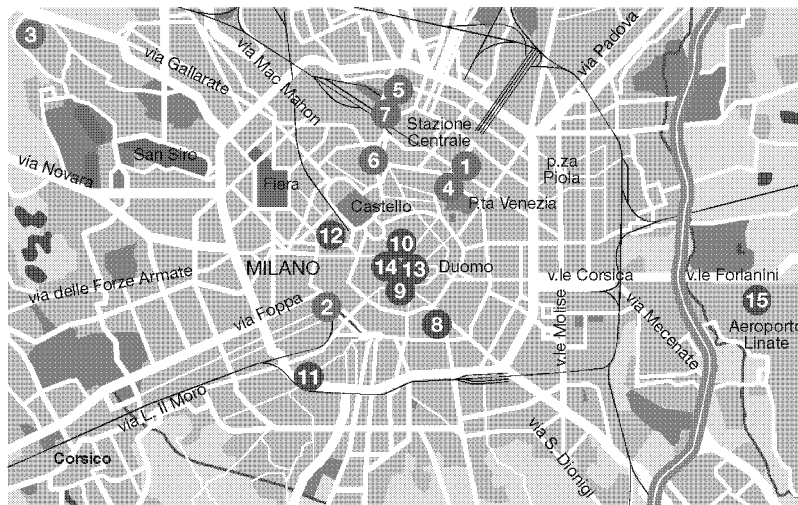 3
via Gallarate
via Mac Mahon
via Padova
5
7
Stazione
Centrale
San Siro
6
1
p.za
Piola
via Novara
Fiera
4
P.ta Venezia
Castello
12
10
MILANO
14
13
Duomo
v.le Corsica
v.le Forlanini
via delle Forze Armate
9
15
via Foppa
2
8
v.le Molise
via Mecenate
Aeroporto
Linate
11
via L. Il Moro
Corsico
via S. Dionigi